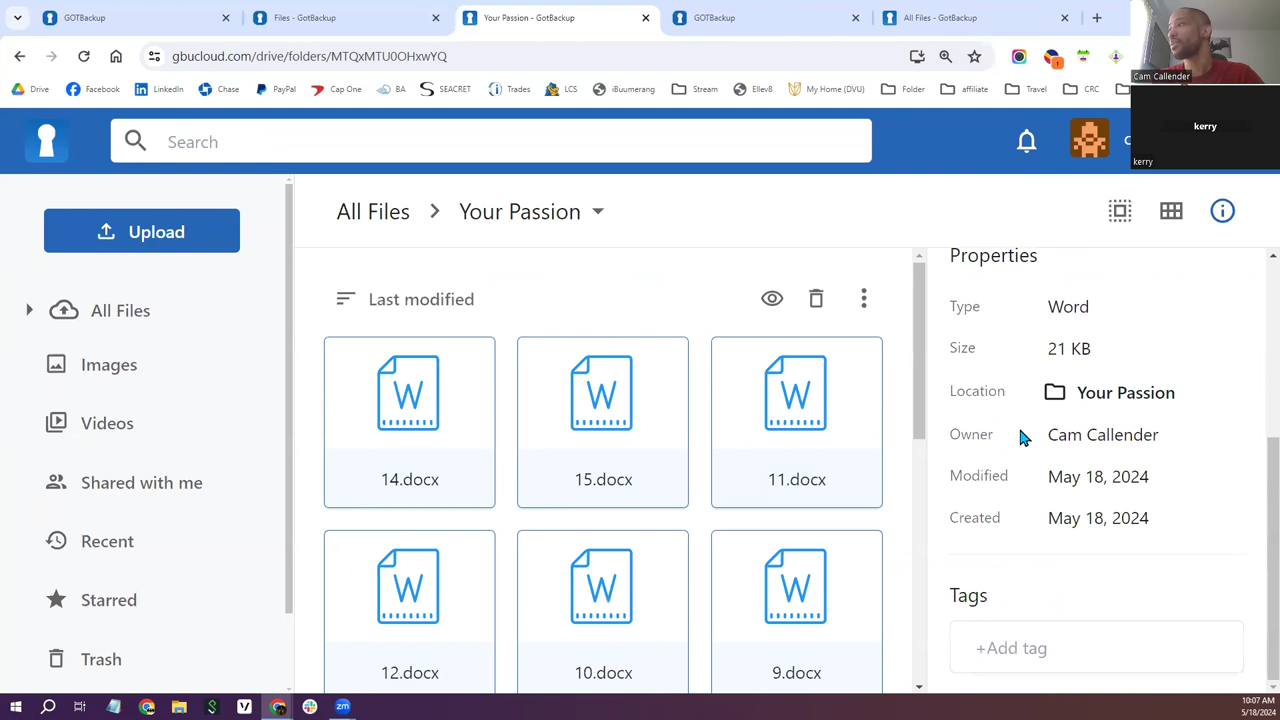 GOTBackup
Files - GotBackup
Your Passion - GotBackup
GOTBackup
All Files - GotBackup
gbucloud.com/drive/folders/MTQxMTU0OHxwYQ
Drive
Facebook
LinkedIn
Chase
PayPal
Cap One
BA
SEACRET
Trades
LCS
iBuumerang
Stream
Ellev8
My Home (DVU)
Folder
affiliate
Travel
CRC
Cam Callender
kerry
kerry
Search
C
Upload
All Files
Images
Videos
Shared with me
Recent
Starred
Trash
All Files > Your Passion
Last modified
W
W
W
14.docx
15.docx
11.docx
W
W
W
12.docx
10.docx
9.docx
Properties
Type Word
Size 21 KB
Location Your Passion
Owner Cam Callender
Modified May 18, 2024
Created May 18, 2024
Tags
+Add tag
10:07 AM
5/18/2024